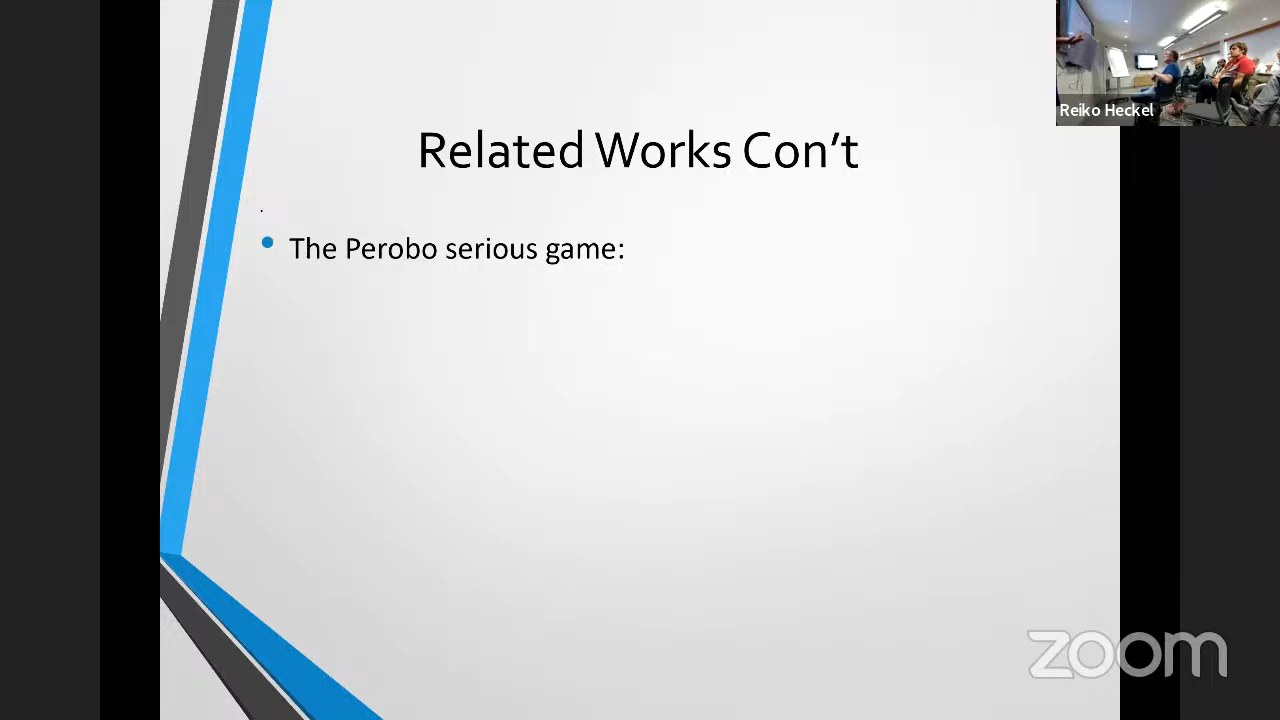 Reiko Heckel
Related Works Con’t
.
• The Perobo serious game:
zoom